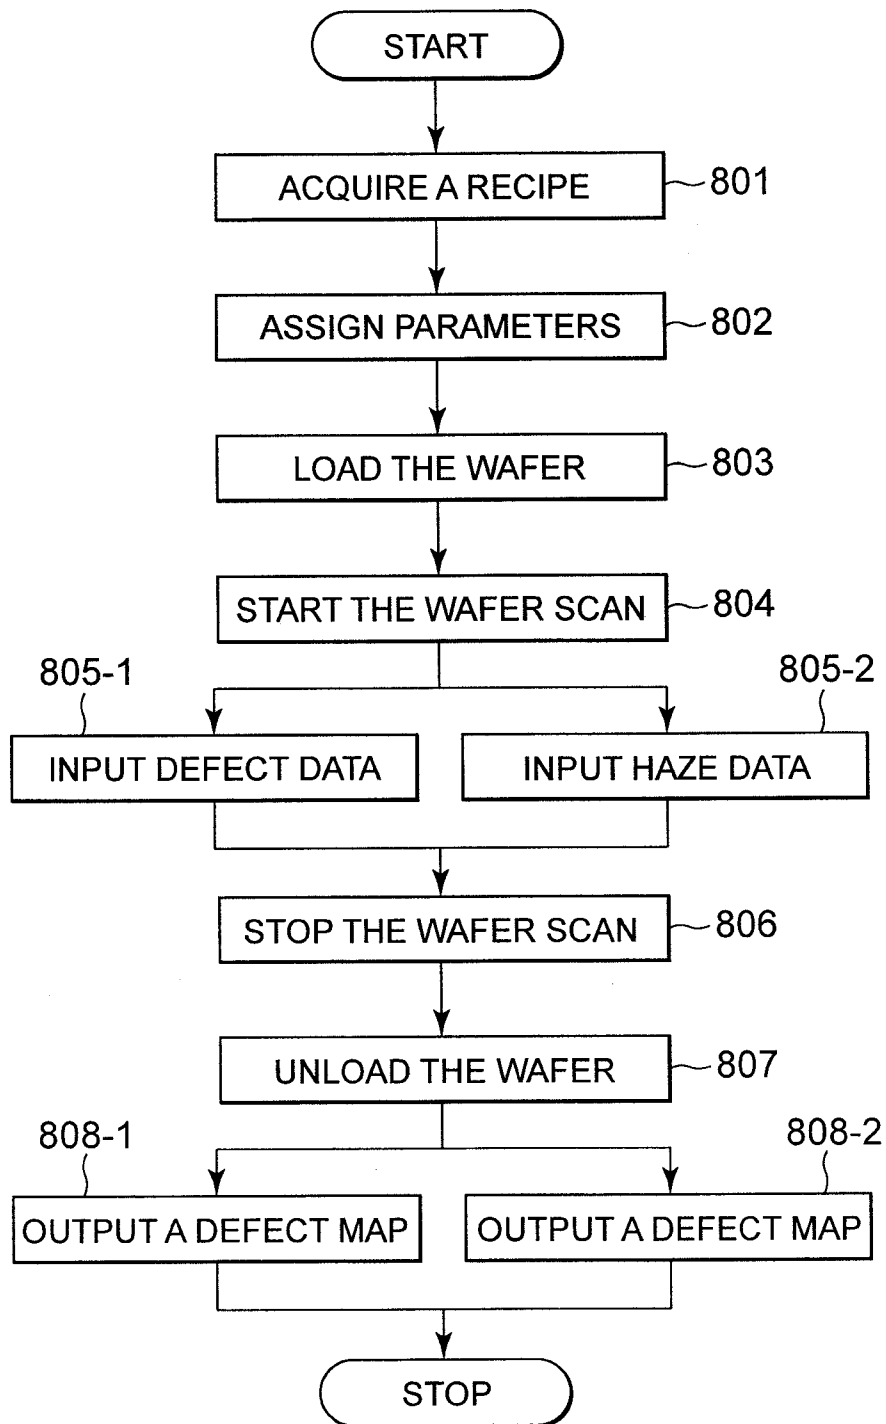 START
ACQUIRE A RECIPE
801
ASSIGN PARAMETERS
802
LOAD THE WAFER
803
START THE WAFER SCAN
804
805-1
805-2
INPUT DEFECT DATA
INPUT HAZE DATA
STOP THE WAFER SCAN
806
UNLOAD THE WAFER
807
808-1
808-2
OUTPUT A DEFECT MAP
OUTPUT A DEFECT MAP
STOP